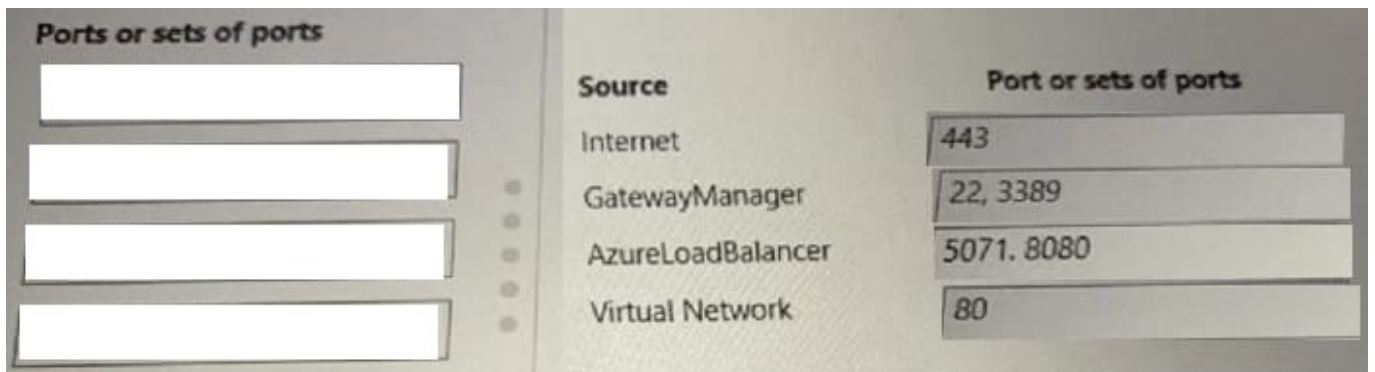 Ports or sets of ports
Source
Port or sets of ports
Internet
443
GatewayManager
22, 3389
AzureLoadBalancer
5071. 8080
Virtual Network
80